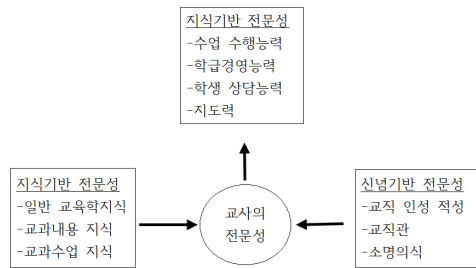 지식기반 전문성
-수업 수행능력
-학급경영능력
-학생 상담능력
-지도력
지식기반 전문성
-일반 교육학지식
-교과내용 지식
-교과수업 지식
교사의
전문성
신념기반 전문성
-교직 인성 적성
-교직관
-소명의식